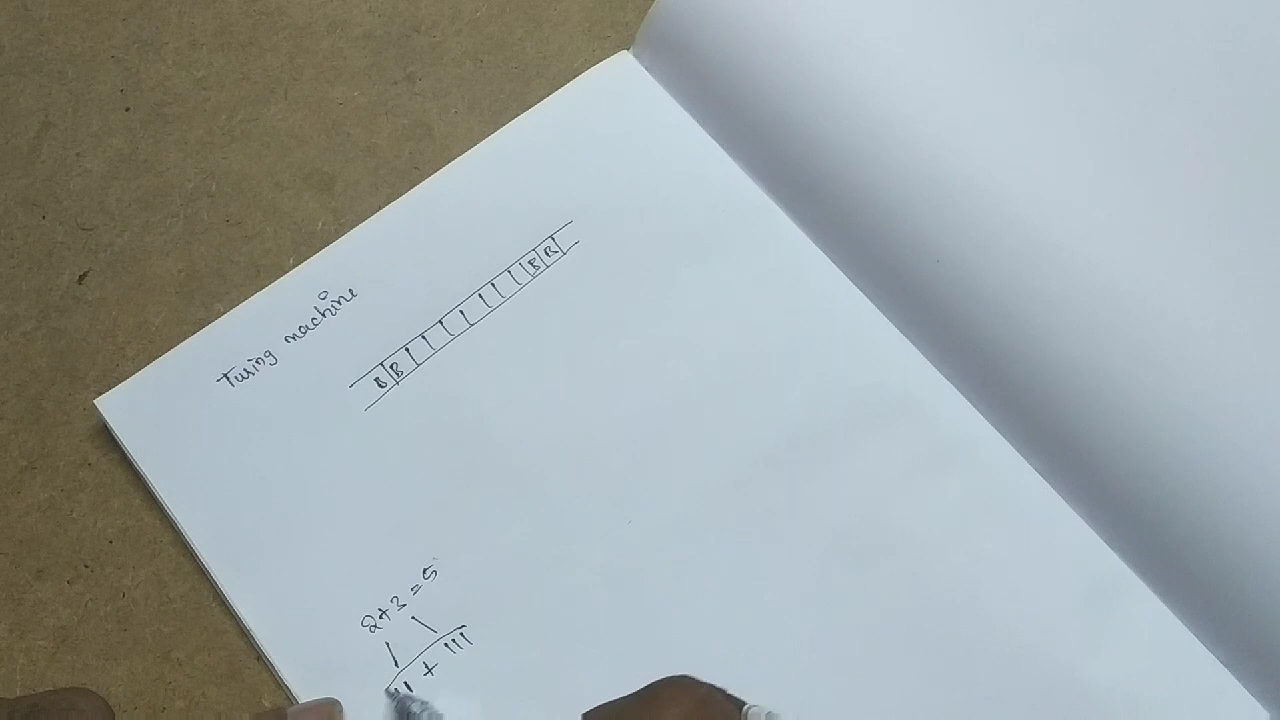 Turing machine
B B 1 1 1 1 1 1 B B
2+3=5
11 + 111